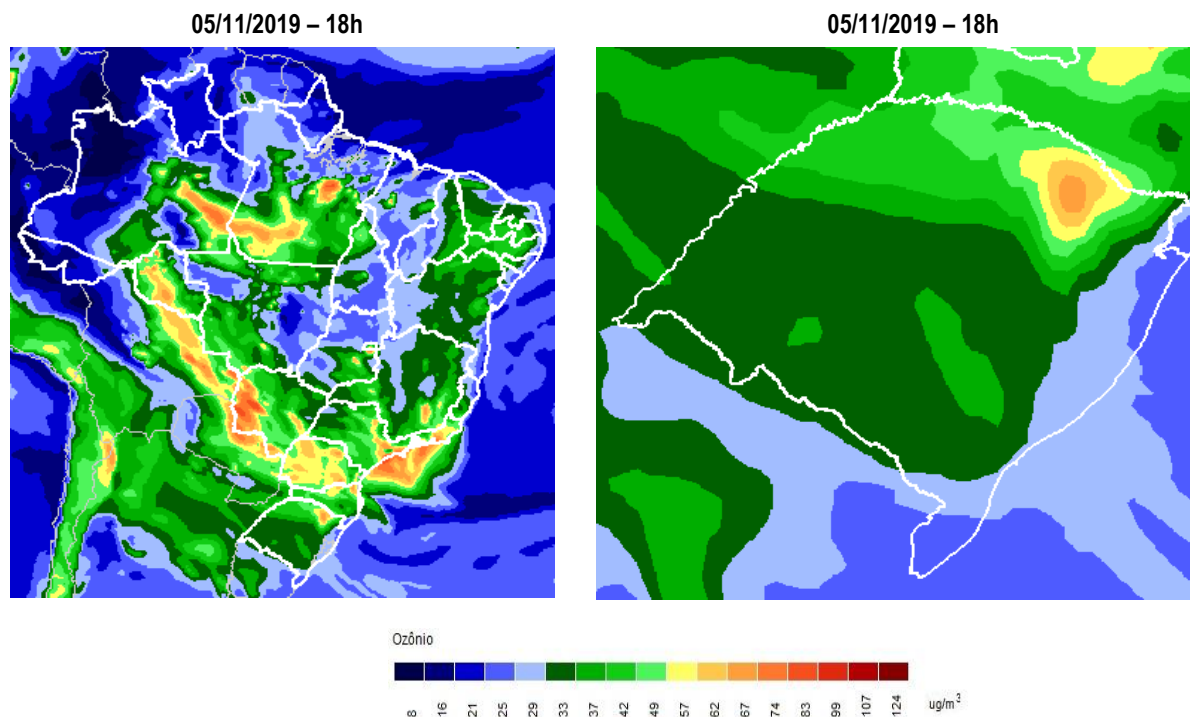 05/11/2019 – 18h
05/11/2019 – 18h
Ozônio
8 16 21 25 29 33 37 42 49 57 62 67 74 83 99 107 124 ug/m³